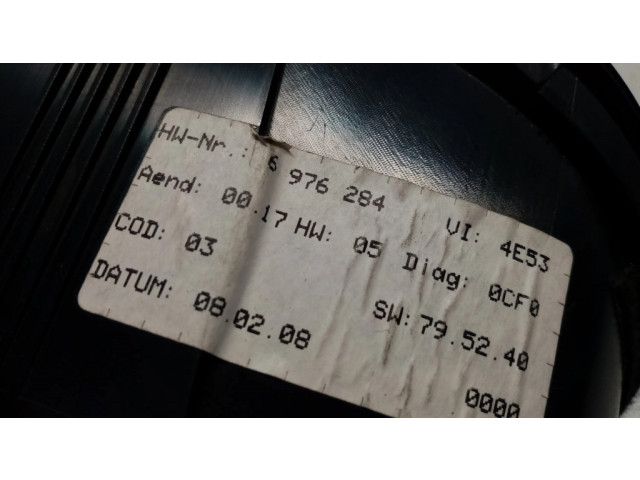 HW-Nr.: 6 976 284 VI: 4E53
Aend: 00.17 HW: 05 Diag: 0CF0
COD: 03 SW: 79.52.40
DATUM: 08.02.08 0000